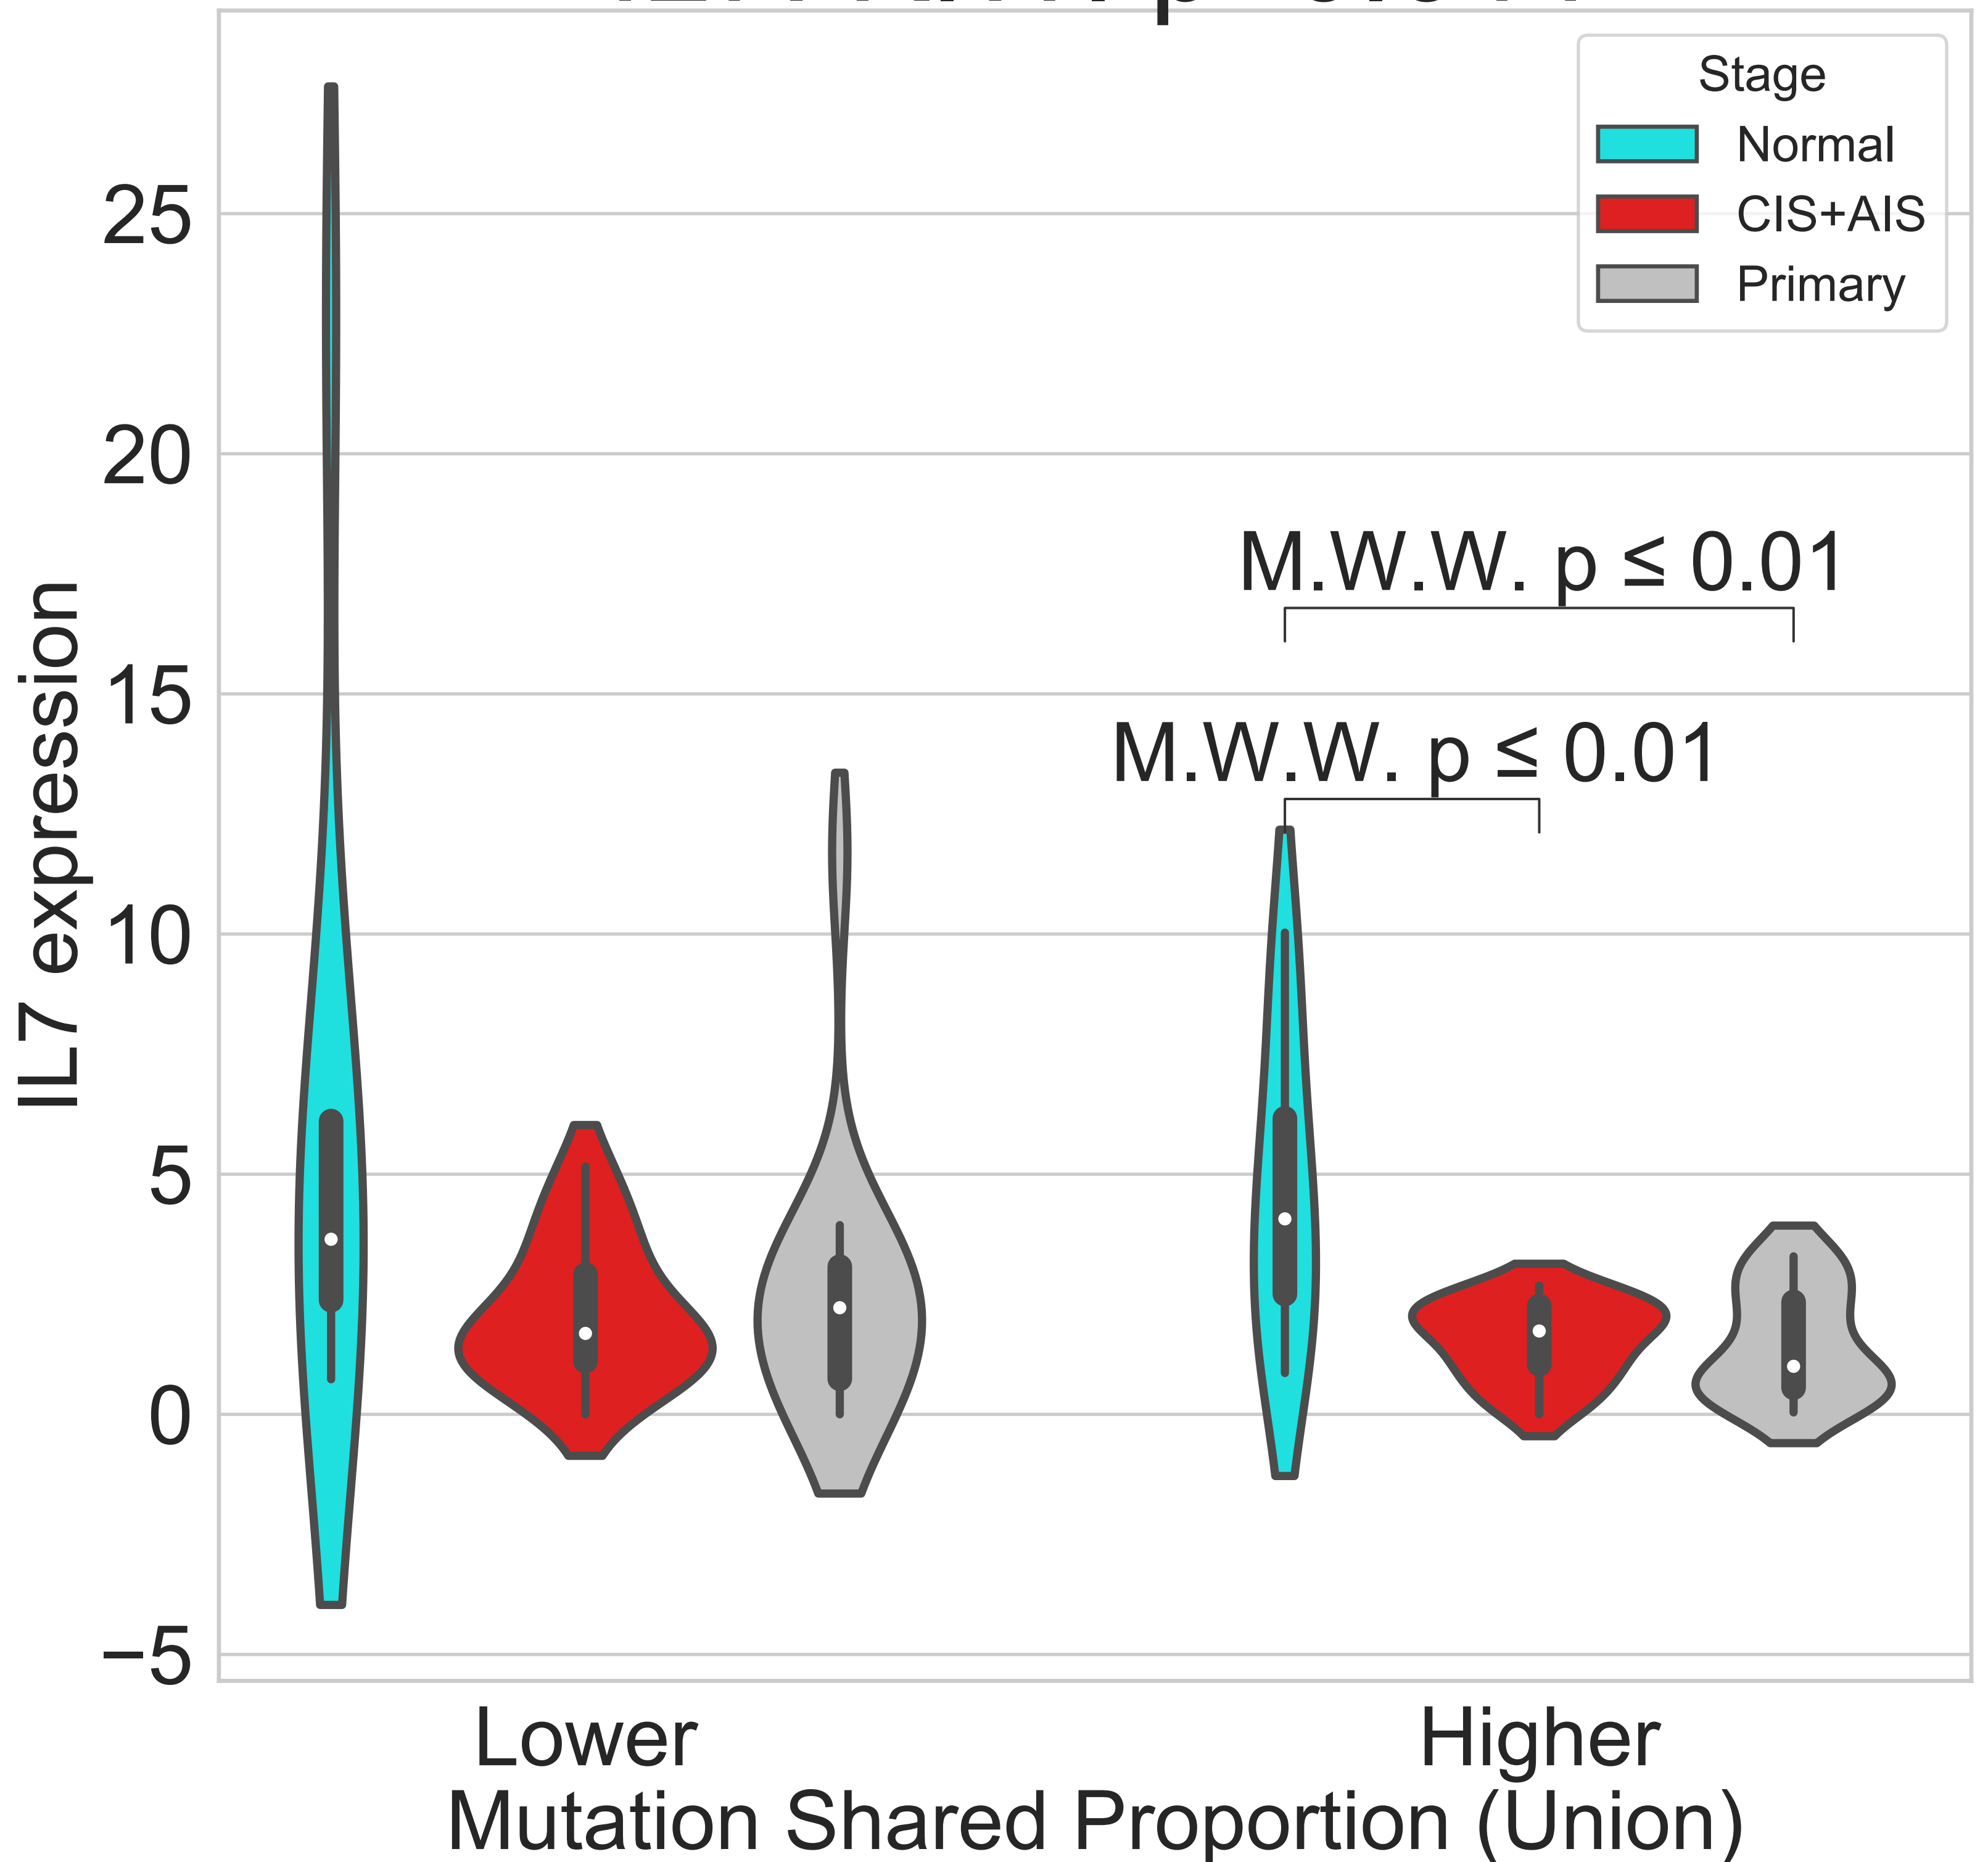 Stage
Normal
CIS+AIS
Primary
25
20
15
10
5
0
−5
IL7 expression
M.W.W. p ≤ 0.01
M.W.W. p ≤ 0.01
Lower
Higher
Mutation Shared Proportion (Union)